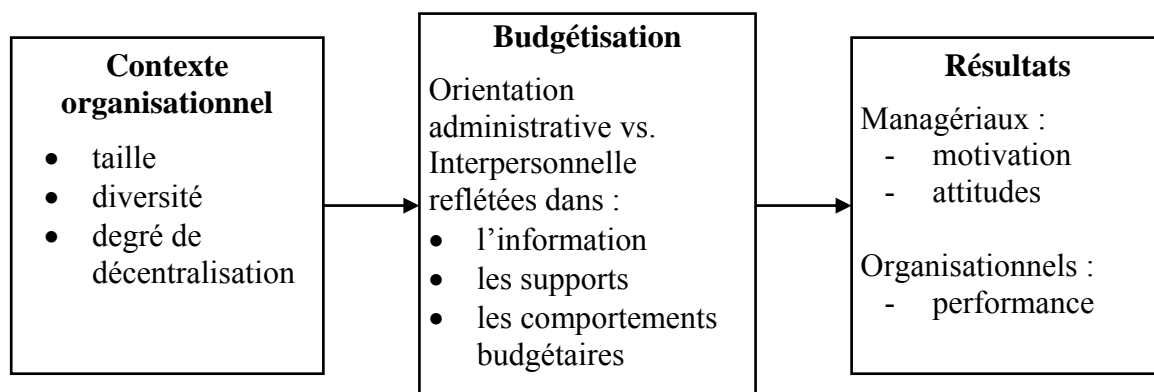 Contexte
organisationnel
• taille
• diversité
• degré de
décentralisation
Budgétisation
Orientation
administrative vs.
Interpersonnelle
reflétées dans :
• l’information
• les supports
• les comportements
budgétaires
Résultats
Managériaux :
- motivation
- attitudes
Organisationnels :
- performance